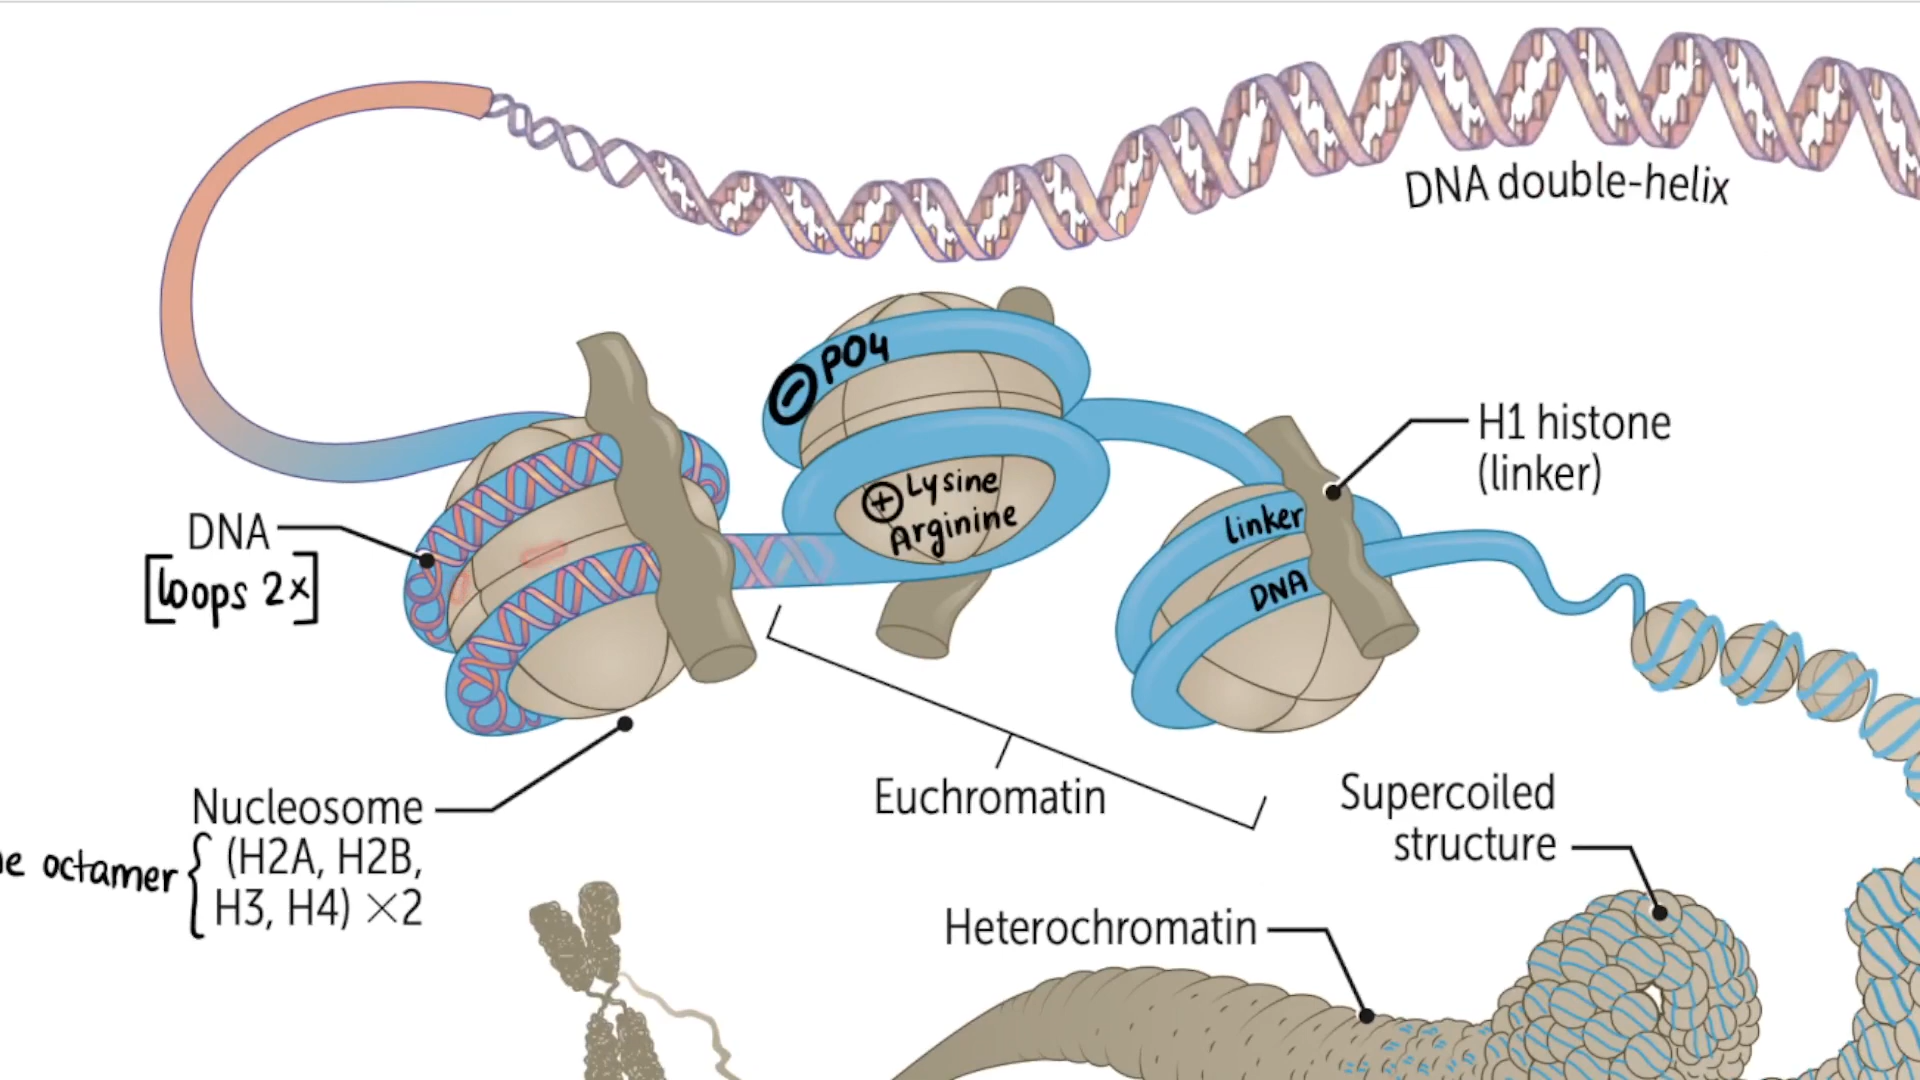 DNA double-helix
⊖ PO4
⊕ Lysine
Arginine
H1 histone
(linker)
linker
DNA
DNA
[loops 2x]
Nucleosome
(H2A, H2B,
H3, H4) ×2
octamer
Euchromatin
Supercoiled
structure
Heterochromatin